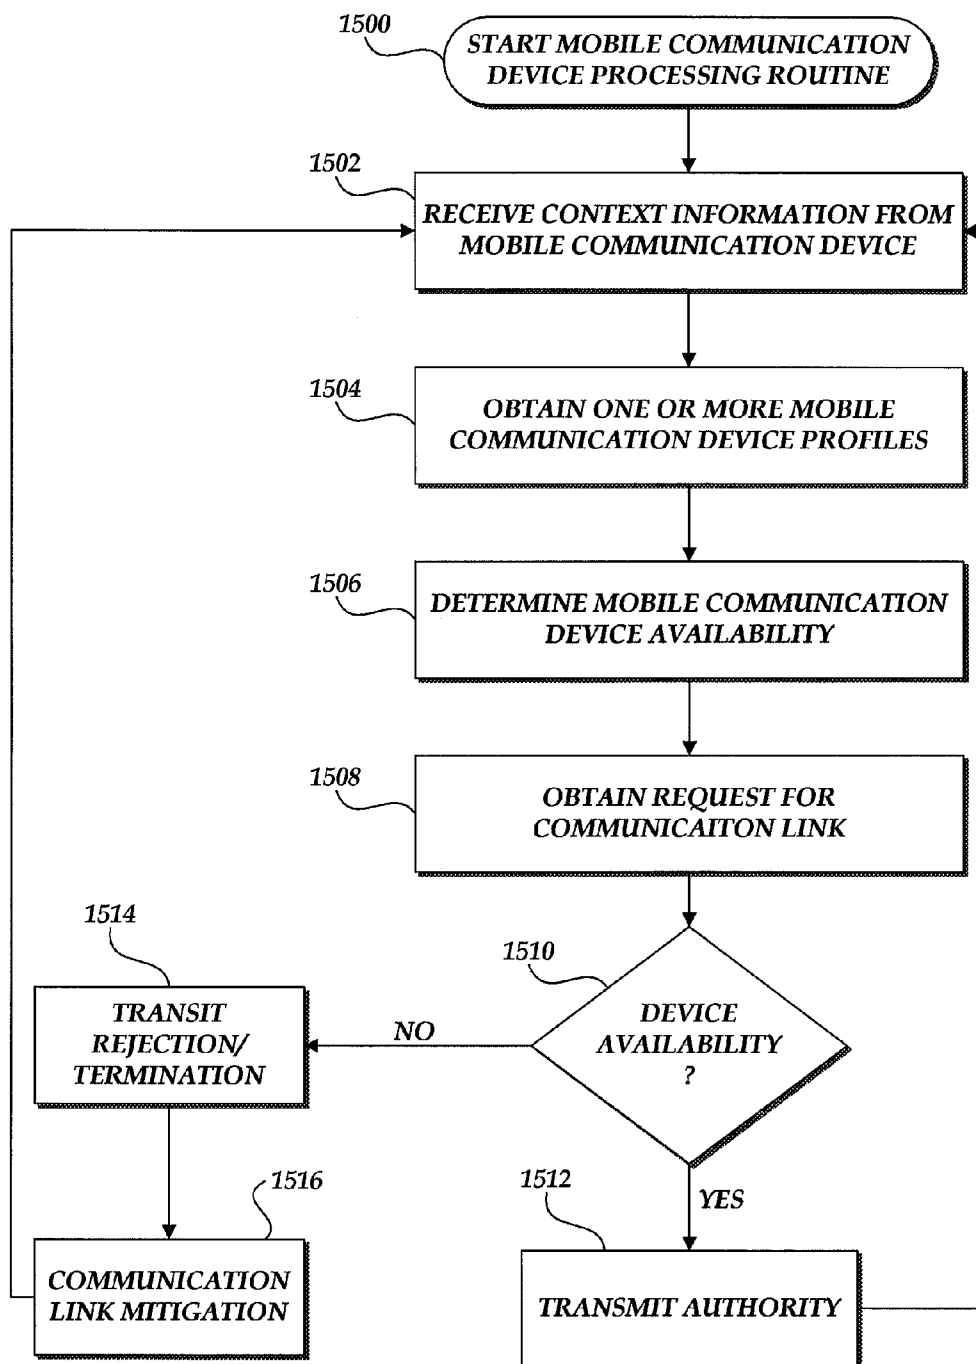 1500
START MOBILE COMMUNICATION
DEVICE PROCESSING ROUTINE
1502
RECEIVE CONTEXT INFORMATION FROM
MOBILE COMMUNICATION DEVICE
1504
OBTAIN ONE OR MORE MOBILE
COMMUNICATION DEVICE PROFILES
1506
DETERMINE MOBILE COMMUNICATION
DEVICE AVAILABILITY
1508
OBTAIN REQUEST FOR
COMMUNICAITON LINK
1510
DEVICE
AVAILABILITY
?
NO
1514
TRANSIT
REJECTION/
TERMINATION
1516
COMMUNICATION
LINK MITIGATION
YES
1512
TRANSMIT AUTHORITY